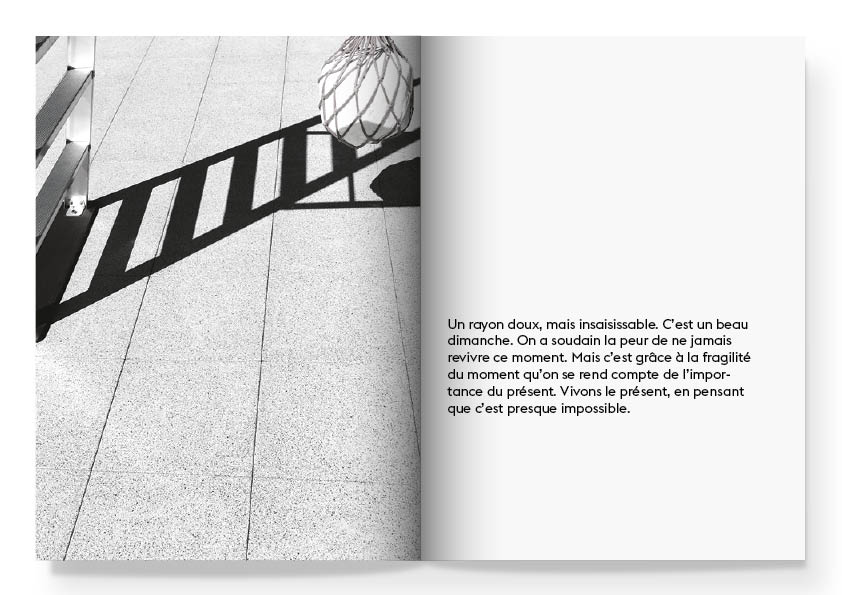 Un rayon doux, mais insaisissable. C’est un beau
dimanche. On a soudain la peur de ne jamais
revivre ce moment. Mais c’est grâce à la fragilité
du moment qu’on se rend compte de l’impor-
tance du présent. Vivons le présent, en pensant
que c’est presque impossible.